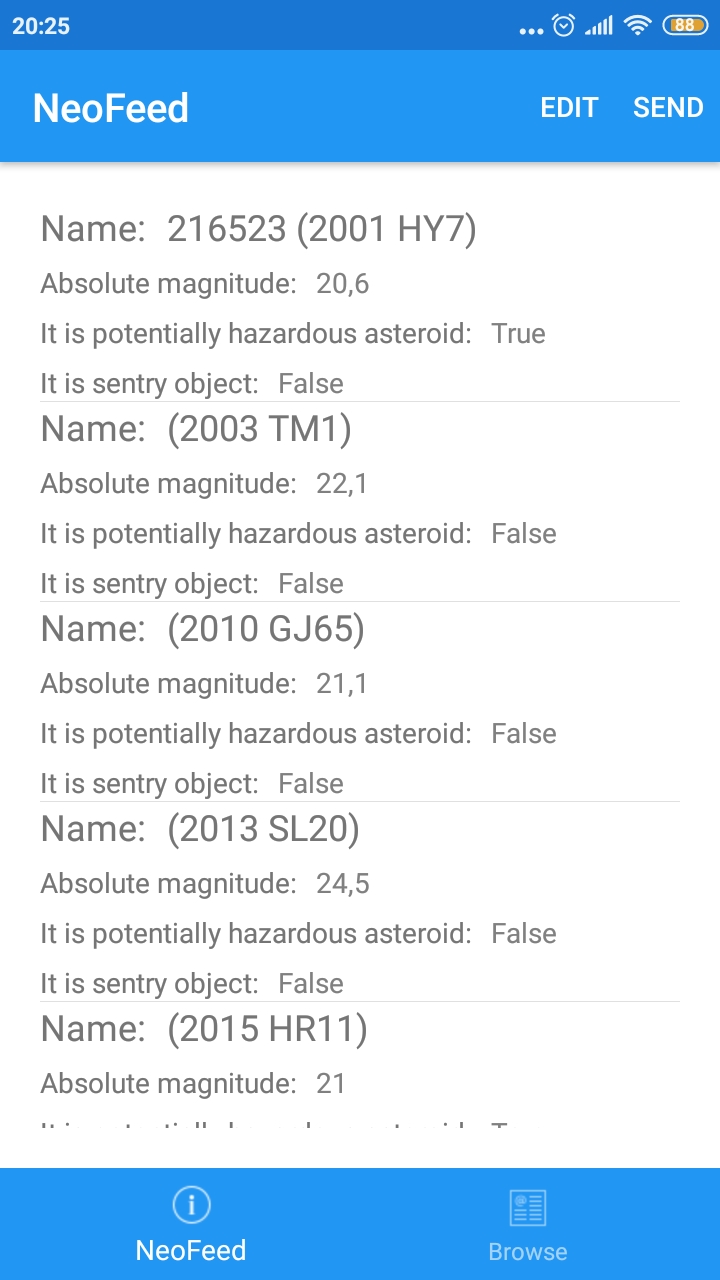 20:25 88
NeoFeed EDIT SEND
Name: 216523 (2001 HY7)
Absolute magnitude: 20,6
It is potentially hazardous asteroid: True
It is sentry object: False
Name: (2003 TM1)
Absolute magnitude: 22,1
It is potentially hazardous asteroid: False
It is sentry object: False
Name: (2010 GJ65)
Absolute magnitude: 21,1
It is potentially hazardous asteroid: False
It is sentry object: False
Name: (2013 SL20)
Absolute magnitude: 24,5
It is potentially hazardous asteroid: False
It is sentry object: False
Name: (2015 HR11)
Absolute magnitude: 21
NeoFeed Browse